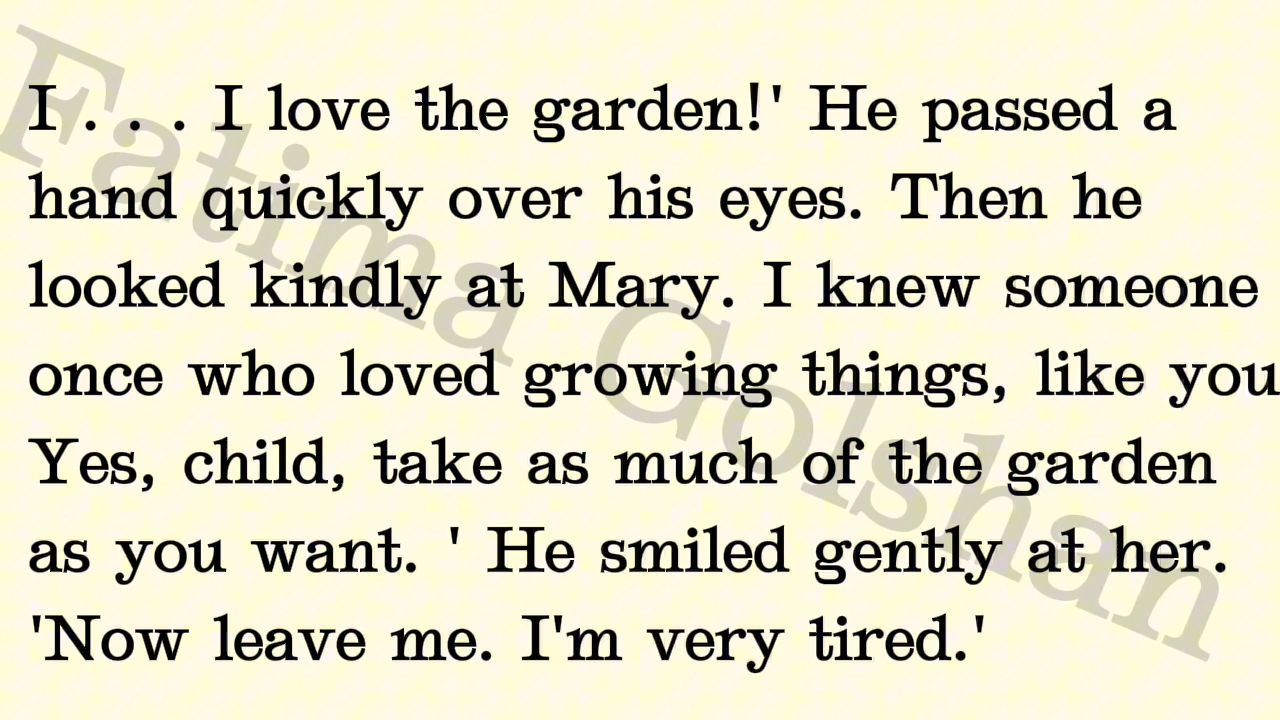 I . . . I love the garden!' He passed a
hand quickly over his eyes. Then he
looked kindly at Mary. I knew someone
once who loved growing things, like you
Yes, child, take as much of the garden
as you want. ' He smiled gently at her.
'Now leave me. I'm very tired.'
Fatima Golshan